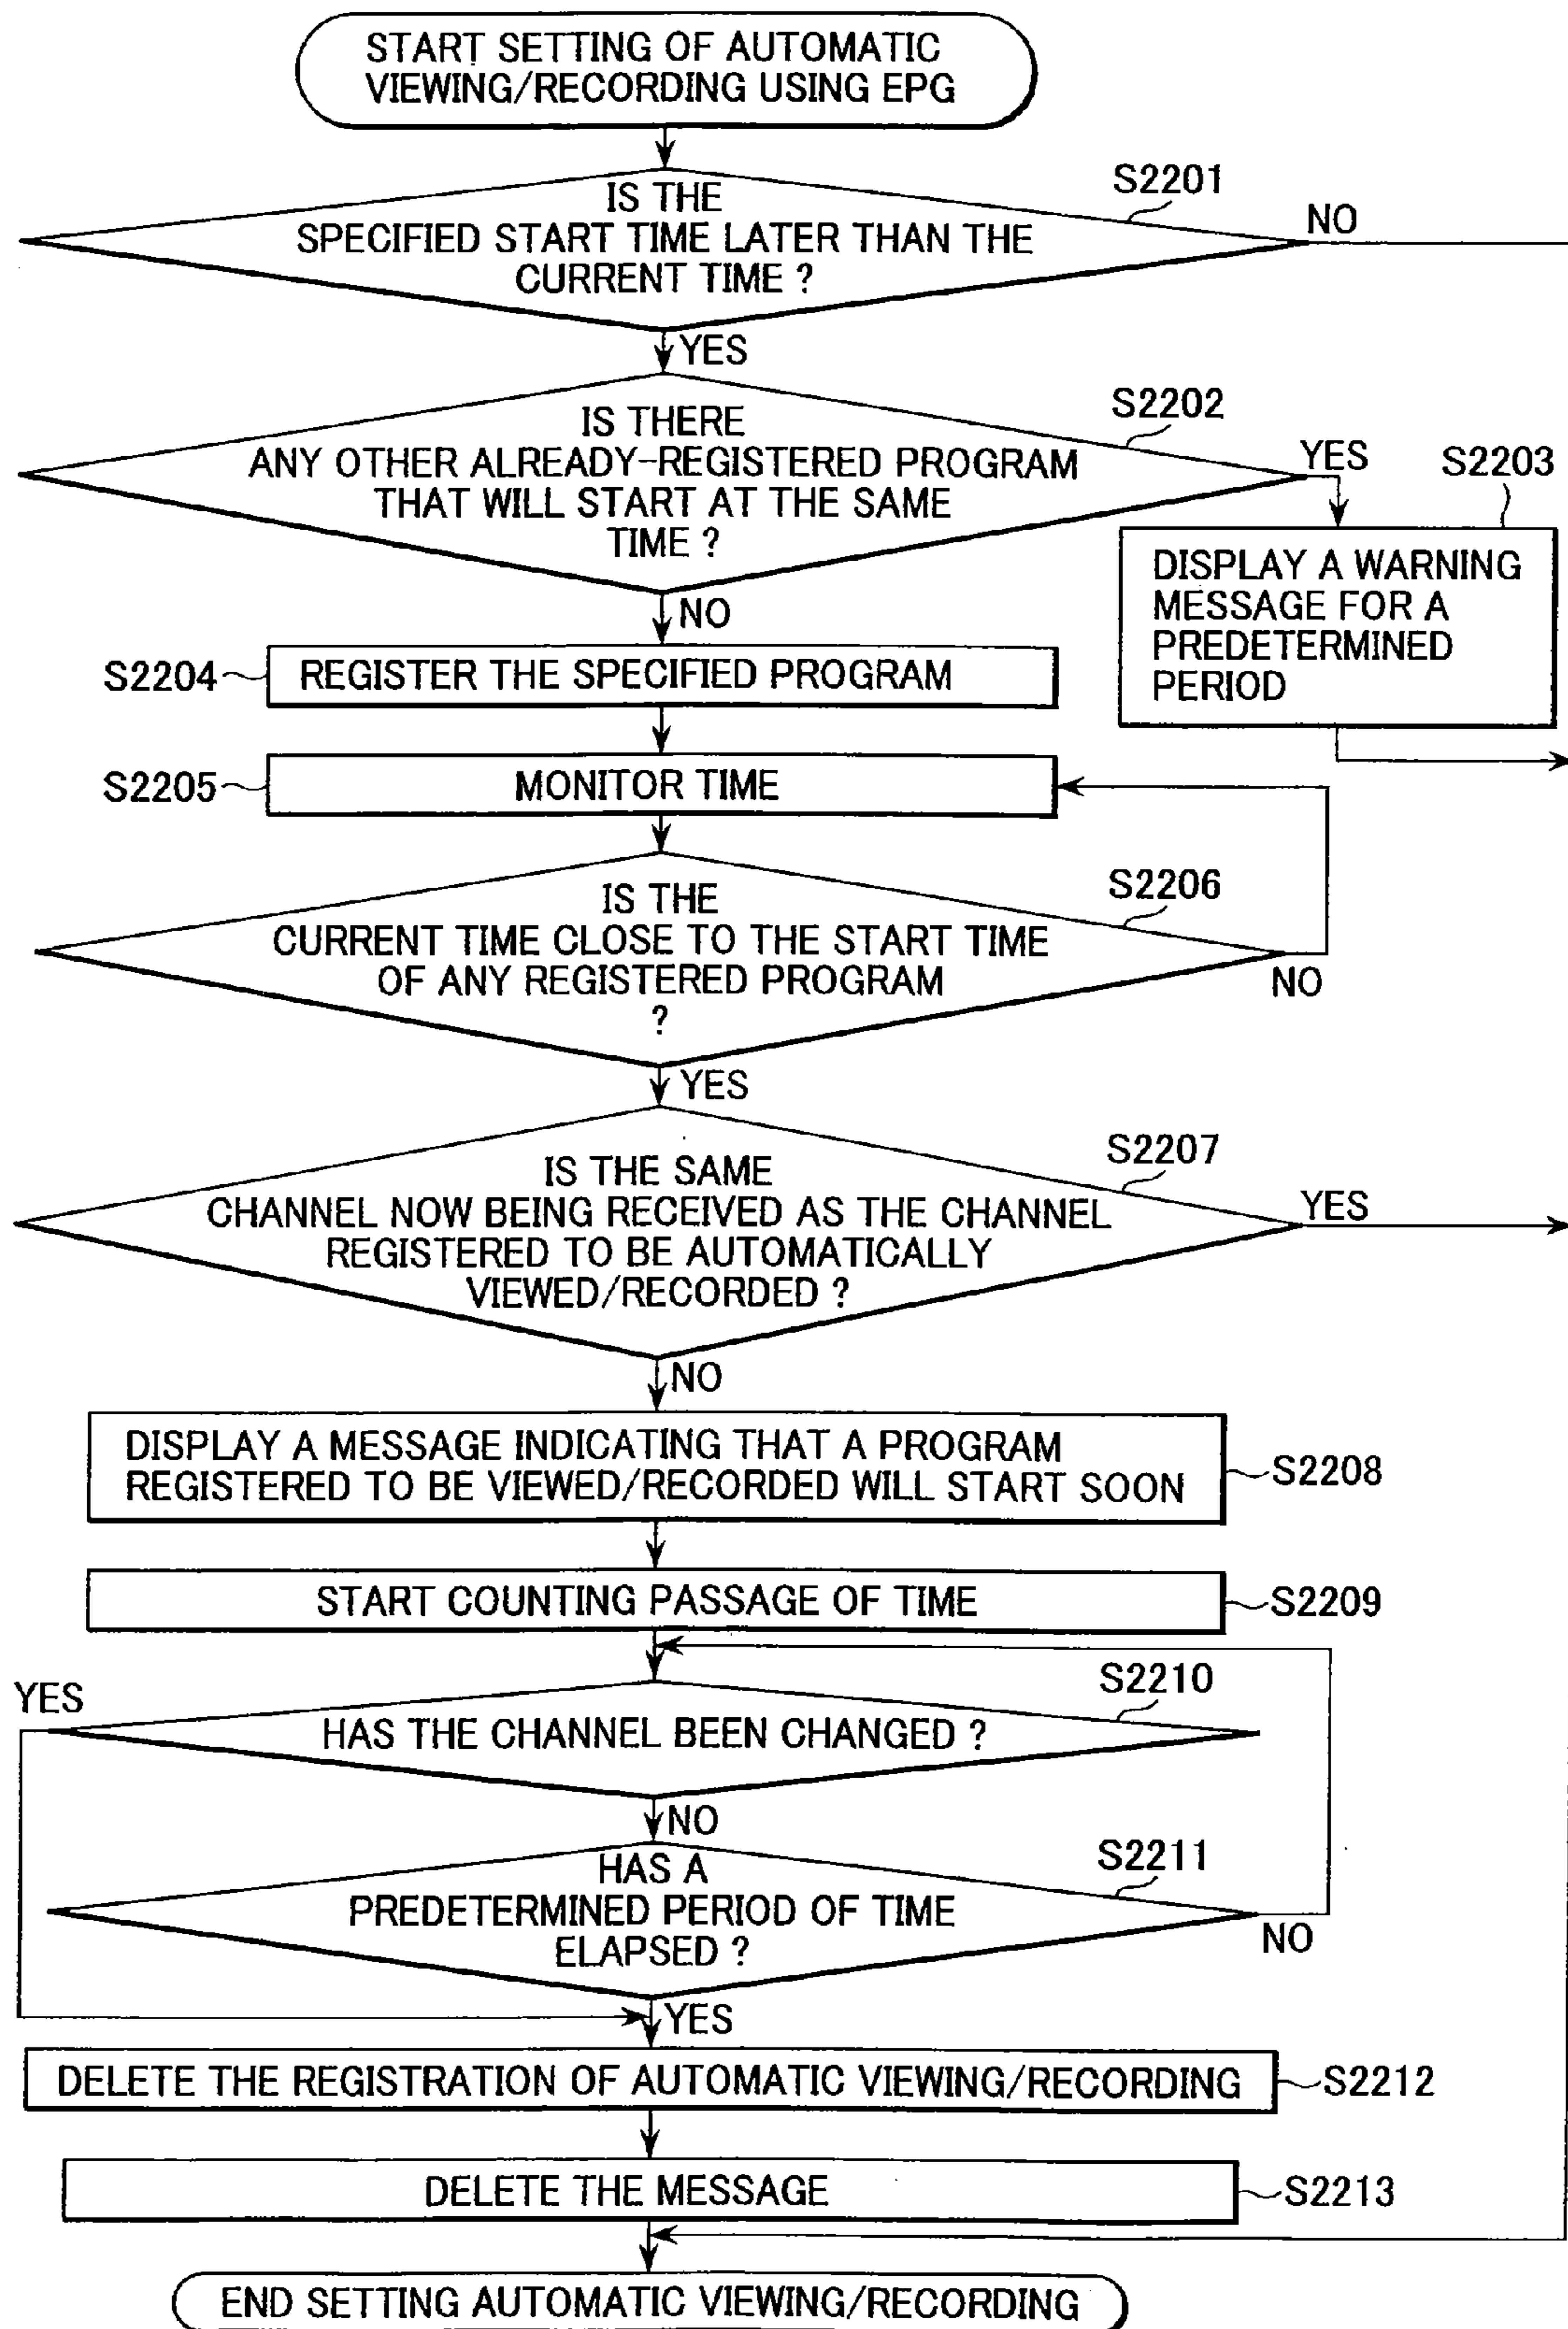 START SETTING OF AUTOMATIC
VIEWING/RECORDING USING EPG
S2201
IS THE
SPECIFIED START TIME LATER THAN THE
CURRENT TIME ?
NO
YES
S2202
IS THERE
ANY OTHER ALREADY-REGISTERED PROGRAM
THAT WILL START AT THE SAME
TIME ?
YES
S2203
DISPLAY A WARNING
MESSAGE FOR A
PREDETERMINED
PERIOD
NO
S2204
REGISTER THE SPECIFIED PROGRAM
S2205
MONITOR TIME
S2206
IS THE
CURRENT TIME CLOSE TO THE START TIME
OF ANY REGISTERED PROGRAM
?
NO
YES
S2207
IS THE SAME
CHANNEL NOW BEING RECEIVED AS THE CHANNEL
REGISTERED TO BE AUTOMATICALLY
VIEWED/RECORDED ?
YES
NO
DISPLAY A MESSAGE INDICATING THAT A PROGRAM
REGISTERED TO BE VIEWED/RECORDED WILL START SOON
S2208
START COUNTING PASSAGE OF TIME
S2209
S2210
YES
HAS THE CHANNEL BEEN CHANGED ?
NO
S2211
HAS A
PREDETERMINED PERIOD OF TIME
ELAPSED ?
NO
YES
DELETE THE REGISTRATION OF AUTOMATIC VIEWING/RECORDING
S2212
DELETE THE MESSAGE
S2213
END SETTING AUTOMATIC VIEWING/RECORDING